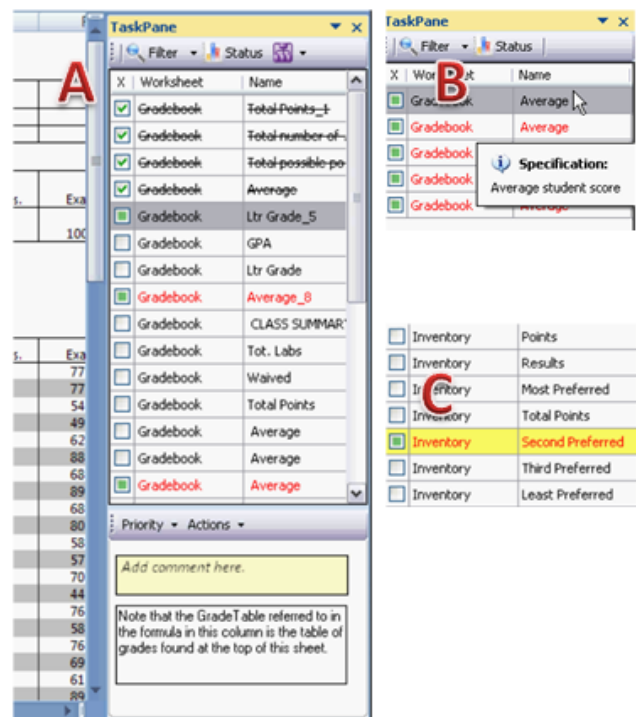 TaskPane
Filter Status
X Worksheet Name
Gradebook Total Points_1
Gradebook Total number of
Gradebook Total possible po
Gradebook Average
Gradebook Ltr Grade_5
Gradebook GPA
Gradebook Ltr Grade
Gradebook Average_8
Gradebook CLASS SUMMAR
Gradebook Tot. Labs
Gradebook Waived
Gradebook Total Points
Gradebook Average
Gradebook Average
Gradebook Average
Priority Actions
Add comment here.
Note that the GradeTable referred to in
the formula in this column is the table of
grades found at the top of this sheet.
A
s. Exa
100
s. Exa
77
77
54
49
62
88
68
89
68
80
58
57
70
44
76
58
76
69
61
89
TaskPane
Filter Status
X Name
B
Average
Gradebook Average
Gradebook
Gradebook
Gradebook
Specification:
Average student score
Inventory Points
Inventory Results
Inventory Most Preferred
Inventory Total Points
Inventory Second Preferred
Inventory Third Preferred
Inventory Least Preferred
C